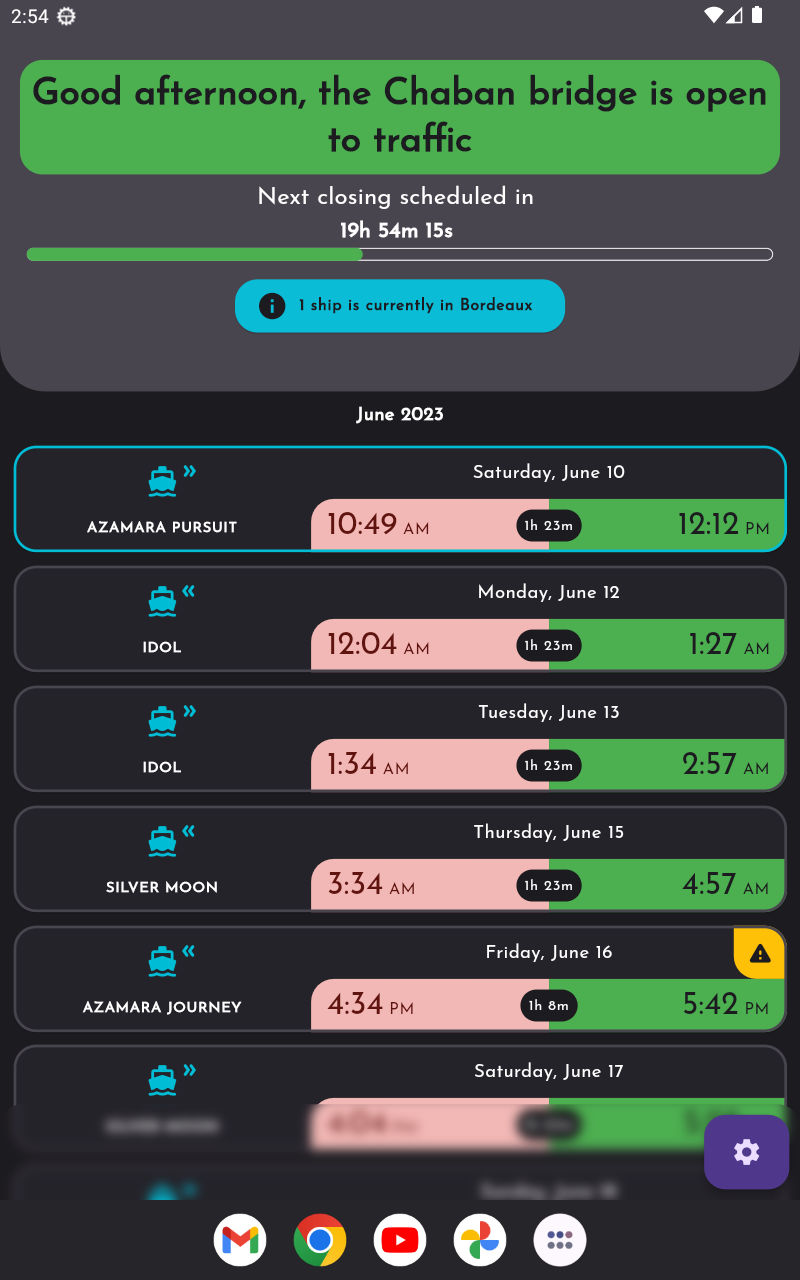 2:54
Good afternoon, the Chaban bridge is open
to traffic
Next closing scheduled in
19h 54m 15s
1 ship is currently in Bordeaux
June 2023
Saturday, June 10
AZAMARA PURSUIT
10:49 AM
1h 23m
12:12 PM
Monday, June 12
IDOL
12:04 AM
1h 23m
1:27 AM
Tuesday, June 13
IDOL
1:34 AM
1h 23m
2:57 AM
Thursday, June 15
SILVER MOON
3:34 AM
1h 23m
4:57 AM
Friday, June 16
AZAMARA JOURNEY
4:34 PM
1h 8m
5:42 PM
Saturday, June 17
SILVER MOON
4:04